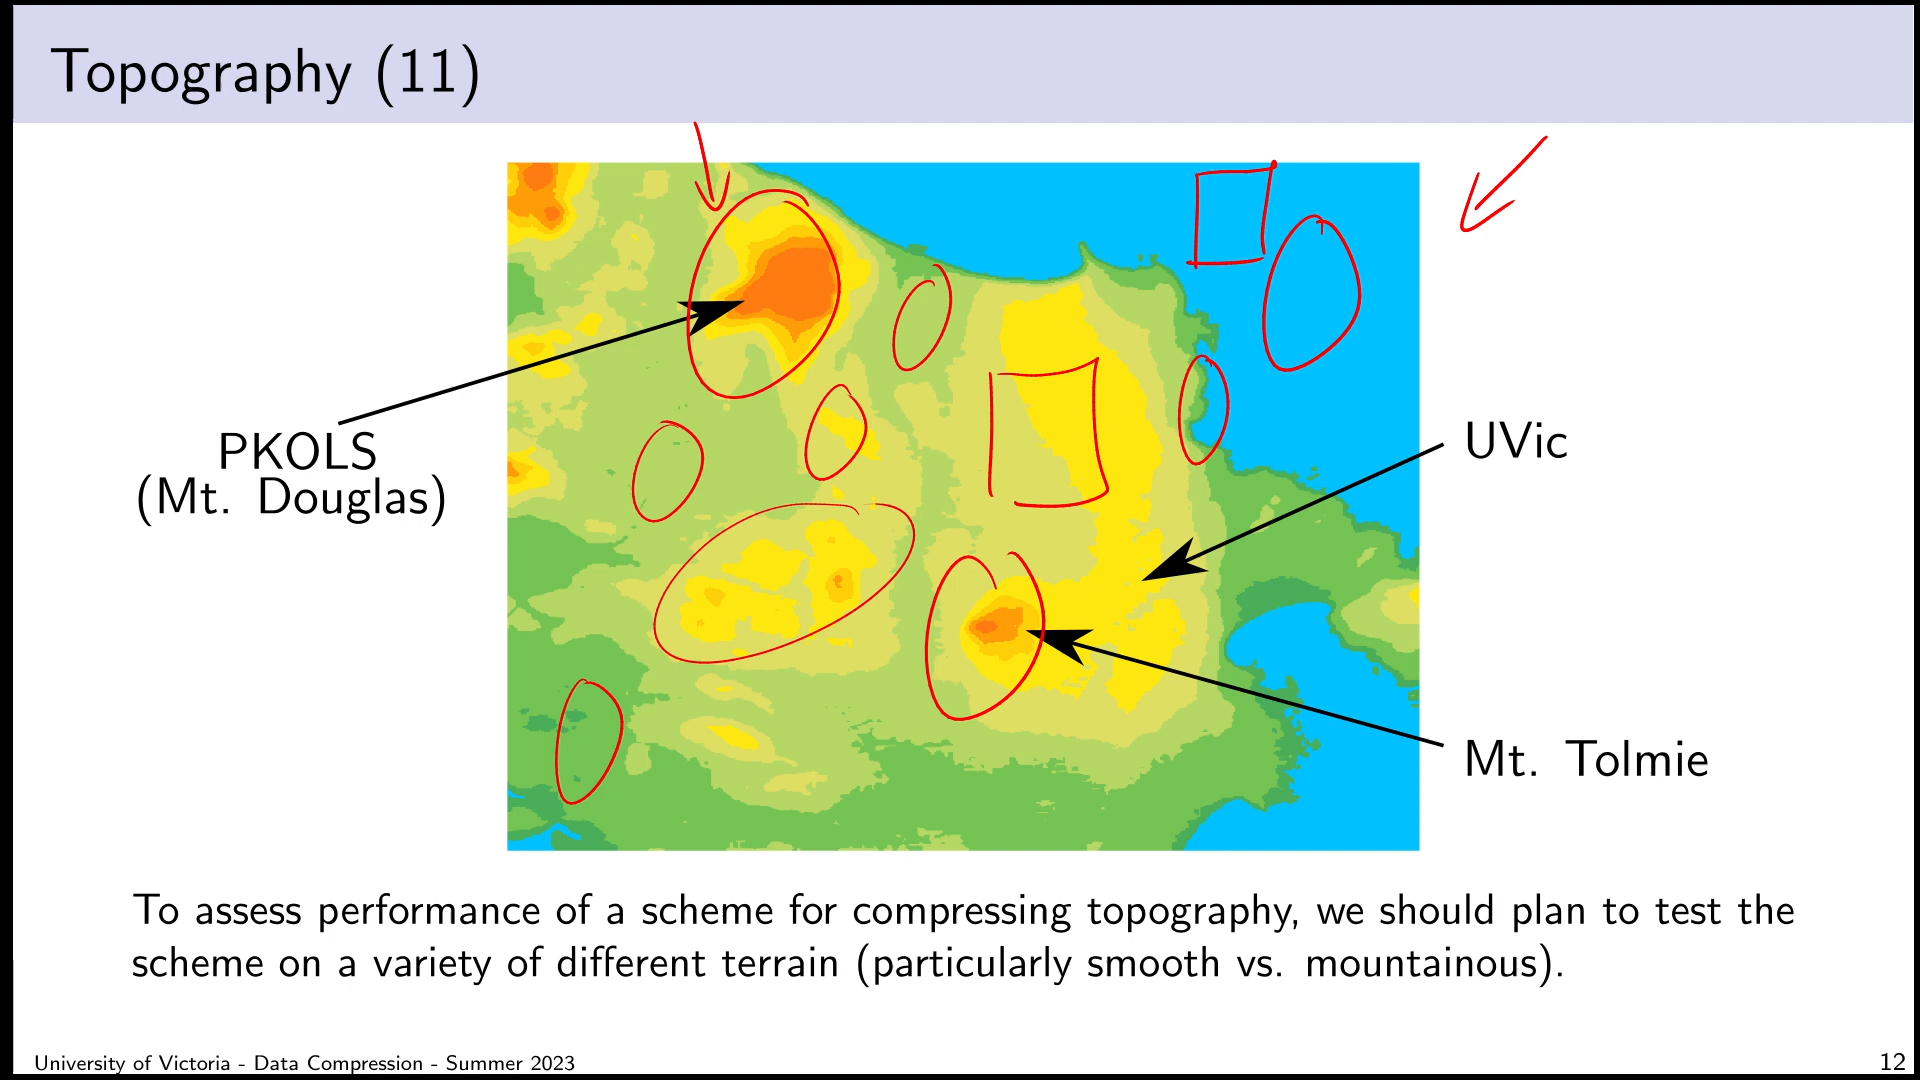 Topography (11)
PKOLS
(Mt. Douglas)
UVic
Mt. Tolmie
To assess performance of a scheme for compressing topography, we should plan to test the
scheme on a variety of different terrain (particularly smooth vs. mountainous).
University of Victoria - Data Compression - Summer 2023
12